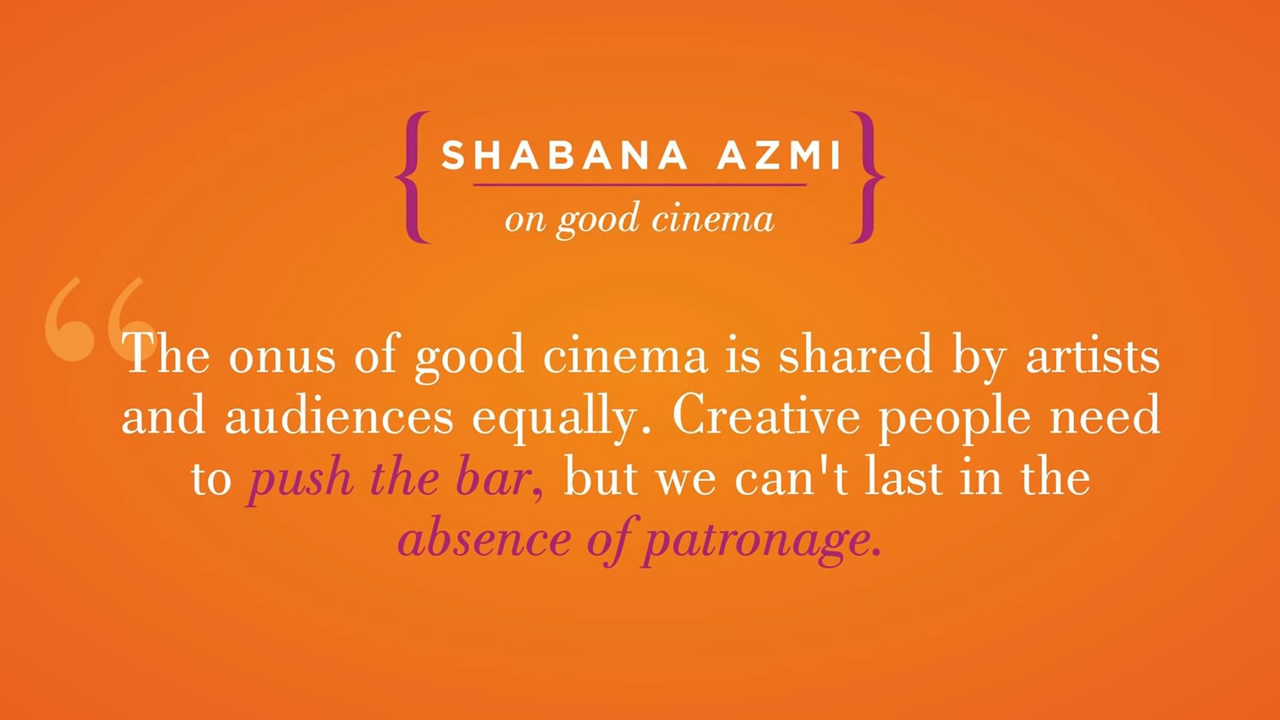 SHABANA AZMI
on good cinema
“The onus of good cinema is shared by artists
and audiences equally. Creative people need
to push the bar, but we can't last in the
absence of patronage.